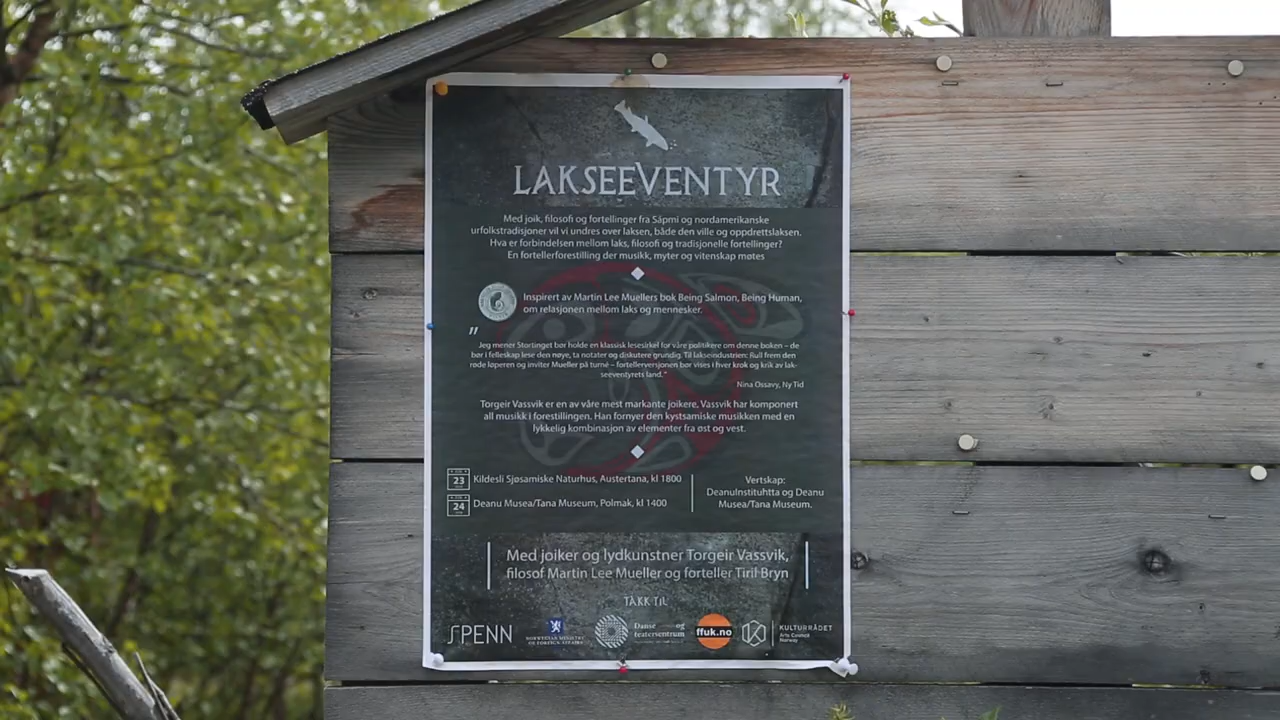 LAKSEEVENTYR
Med joik, filosofi og fortellinger fra Sápmi og nordamerikanske
urfolkstradisjoner vil vi undres over laksen, både den ville og oppdrettslaksen.
Hva er forbindelsen mellom laks, filosofi og tradisjonelle fortellinger?
En fortellerforestilling der musikk, myter og vitenskap møtes
Inspirert av Martin Lee Muellers bok Being Salmon, Being Human,
om relasjonen mellom laks og mennesker.
"
Jeg mener Stortinget bør holde en klassisk lesesirkel for våre politikere om denne boken – de
bør i felleskap lese den nøye, ta notater og diskutere grundig. Til lakseindustrien: Rull frem den
røde løperen og inviter Mueller på turné – fortellerversjonen bør vises i hver krok og krik av lak-
seeventyrets land."
Nina Ossavy, Ny Tid
Torgeir Vassvik er en av våre mest markante joikere, Vassvik har komponert
all musikk i forestillingen. Han fornyer den kystsamiske musikken med en
lykkelig kombinasjon av elementer fra øst og vest.
23 Kildesli Sjøsamiske Naturhus, Austertana, kl 1800
24 Deanu Musea/Tana Museum, Polmak, kl 1400
Vertskap:
DeanuInstituhtta og Deanu
Musea/Tana Museum.
Med joiker og lydkunstner Torgeir Vassvik,
filosof Martin Lee Mueller og forteller Tiril Bryn
TAKK TIL
SPENN
NORWEGIAN MINISTRY
OF FOREIGN AFFAIRS
Danse og
teatersentrum
ffuk.no
KULTURRÅDET
Arts Council
Norway